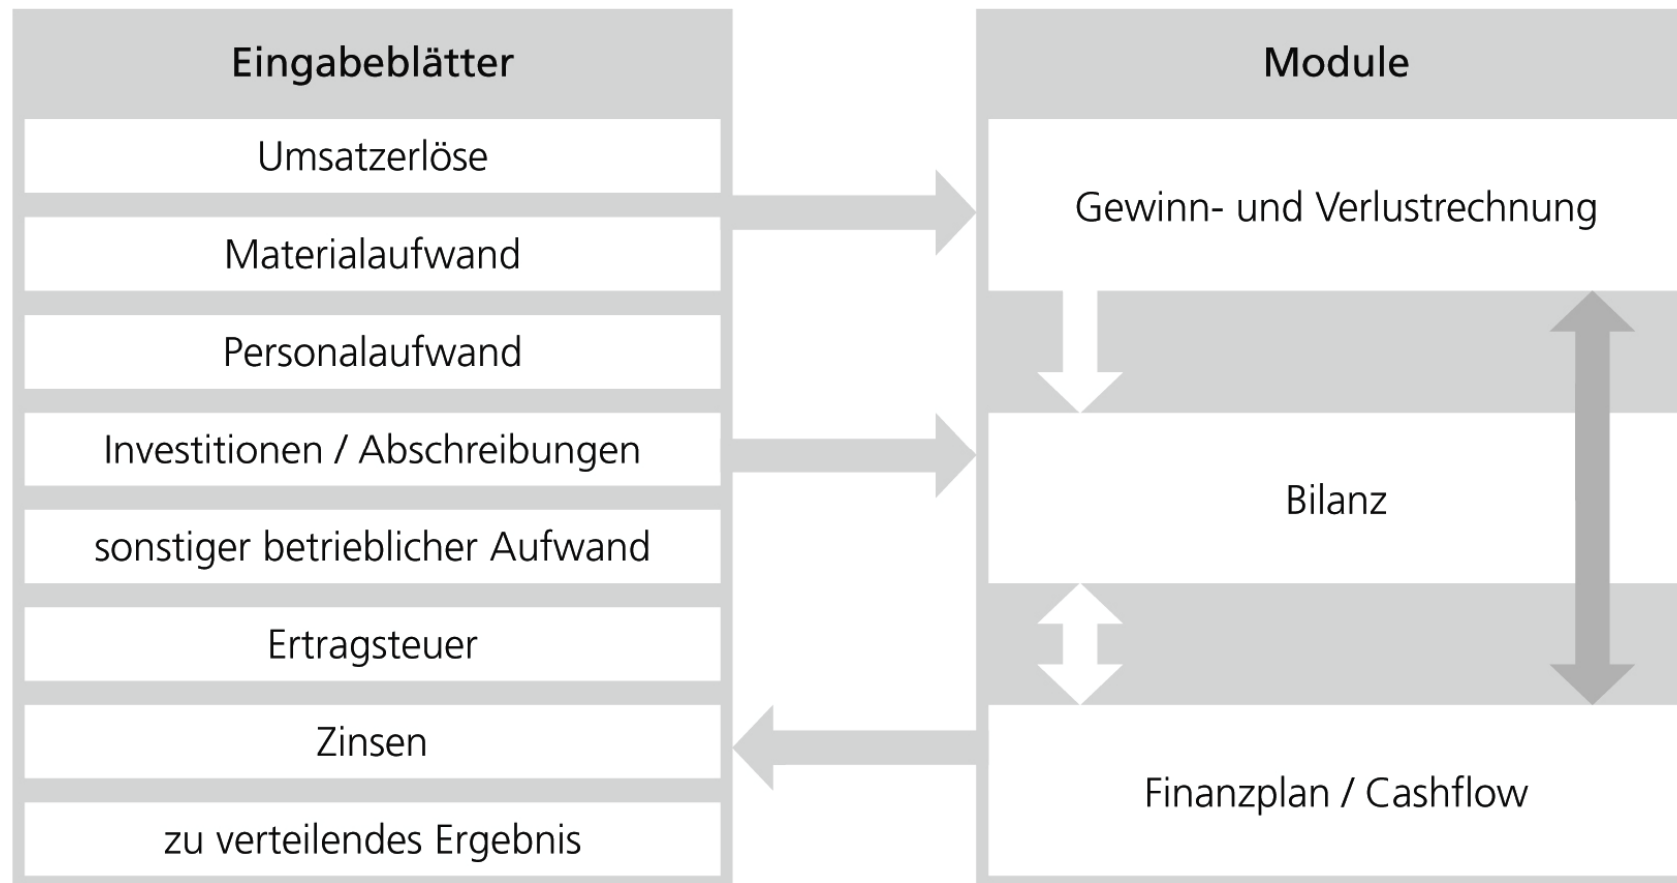 Eingabeblätter
Umsatzerlöse
Materialaufwand
Personalaufwand
Investitionen / Abschreibungen
sonstiger betrieblicher Aufwand
Ertragsteuer
Zinsen
zu verteilendes Ergebnis
Module
Gewinn- und Verlustrechnung
Bilanz
Finanzplan / Cashflow